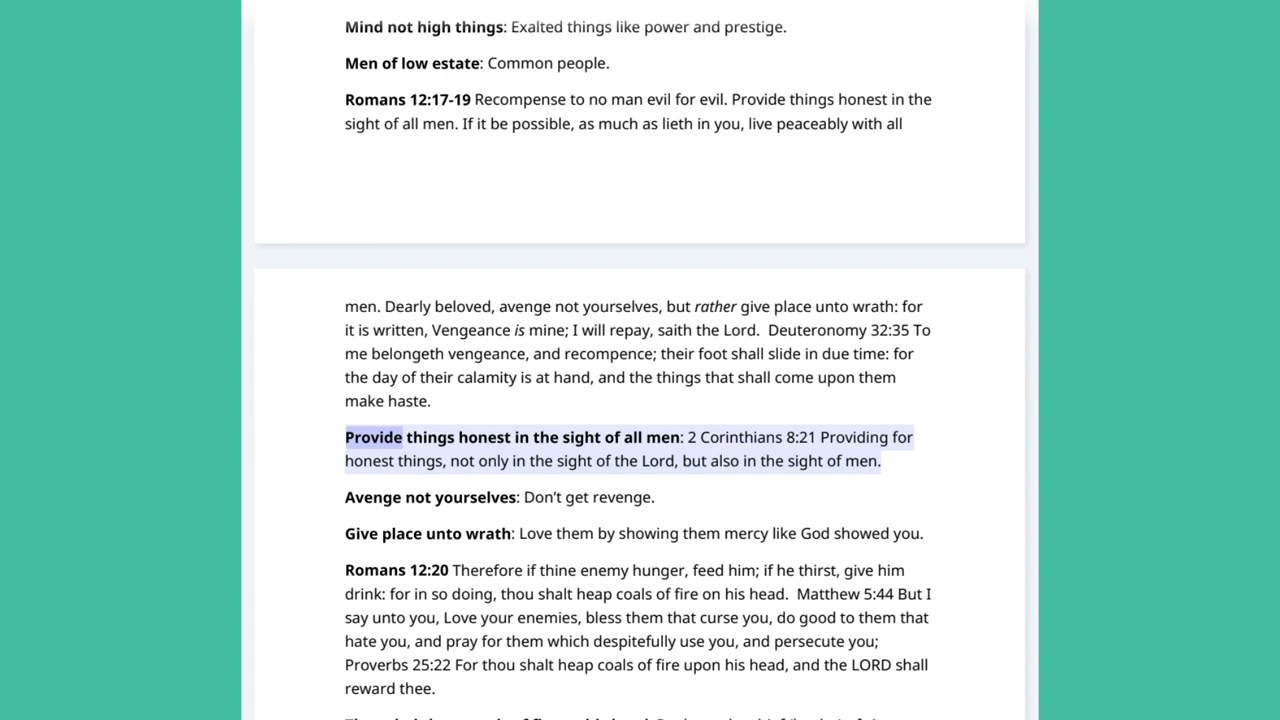 Mind not high things: Exalted things like power and prestige.
Men of low estate: Common people.
Romans 12:17-19 Recompense to no man evil for evil. Provide things honest in the
sight of all men. If it be possible, as much as lieth in you, live peaceably with all
men. Dearly beloved, avenge not yourselves, but rather give place unto wrath: for
it is written, Vengeance is mine; I will repay, saith the Lord.  Deuteronomy 32:35 To
me belongeth vengeance, and recompence; their foot shall slide in due time: for
the day of their calamity is at hand, and the things that shall come upon them
make haste.
Provide things honest in the sight of all men: 2 Corinthians 8:21 Providing for
honest things, not only in the sight of the Lord, but also in the sight of men.
Avenge not yourselves: Don’t get revenge.
Give place unto wrath: Love them by showing them mercy like God showed you.
Romans 12:20 Therefore if thine enemy hunger, feed him; if he thirst, give him
drink: for in so doing, thou shalt heap coals of fire on his head.  Matthew 5:44 But I
say unto you, Love your enemies, bless them that curse you, do good to them that
hate you, and pray for them which despitefully use you, and persecute you;
Proverbs 25:22 For thou shalt heap coals of fire upon his head, and the LORD shall
reward thee.